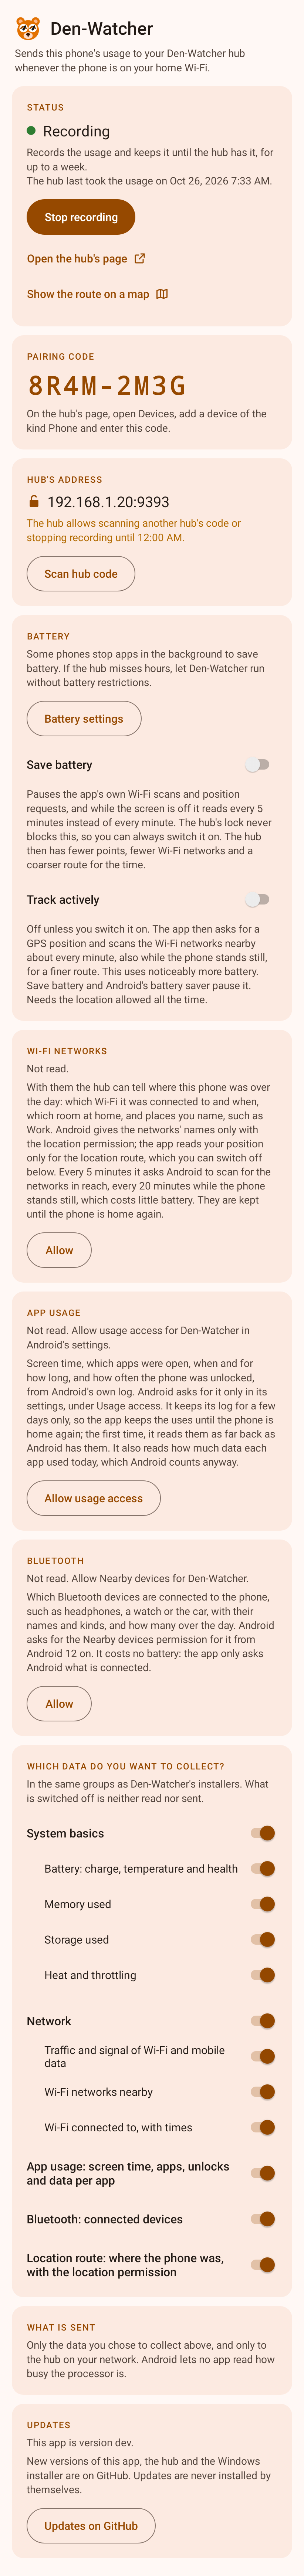 Den-Watcher
Sends this phone's usage to your Den-Watcher hub
whenever the phone is on your home Wi-Fi.
STATUS
Recording
Records the usage and keeps it until the hub has it, for
up to a week.
The hub last took the usage on Oct 26, 2026 7:33 AM.
Stop recording
Open the hub's page
Show the route on a map
PAIRING CODE
8R4M-2M3G
On the hub's page, open Devices, add a device of the
kind Phone and enter this code.
HUB'S ADDRESS
192.168.1.20:9393
The hub allows scanning another hub's code or
stopping recording until 12:00 AM.
Scan hub code
BATTERY
Some phones stop apps in the background to save
battery. If the hub misses hours, let Den-Watcher run
without battery restrictions.
Battery settings
Save battery
Pauses the app's own Wi-Fi scans and position
requests, and while the screen is off it reads every 5
minutes instead of every minute. The hub's lock never
blocks this, so you can always switch it on. The hub
then has fewer points, fewer Wi-Fi networks and a
coarser route for the time.
Track actively
Off unless you switch it on. The app then asks for a
GPS position and scans the Wi-Fi networks nearby
about every minute, also while the phone stands still,
for a finer route. This uses noticeably more battery.
Save battery and Android's battery saver pause it.
Needs the location allowed all the time.
WI-FI NETWORKS
Not read.
With them the hub can tell where this phone was over
the day: which Wi-Fi it was connected to and when,
which room at home, and places you name, such as
Work. Android gives the networks' names only with
the location permission; the app reads your position
only for the location route, which you can switch off
below. Every 5 minutes it asks Android to scan for the
networks in reach, every 20 minutes while the phone
stands still, which costs little battery. They are kept
until the phone is home again.
Allow
APP USAGE
Not read. Allow usage access for Den-Watcher in
Android's settings.
Screen time, which apps were open, when and for
how long, and how often the phone was unlocked,
from Android's own log. Android asks for it only in its
settings, under Usage access. It keeps its log for a few
days only, so the app keeps the uses until the phone is
home again; the first time, it reads them as far back as
Android has them. It also reads how much data each
app used today, which Android counts anyway.
Allow usage access
BLUETOOTH
Not read. Allow Nearby devices for Den-Watcher.
Which Bluetooth devices are connected to the phone,
such as headphones, a watch or the car, with their
names and kinds, and how many over the day. Android
asks for the Nearby devices permission for it from
Android 12 on. It costs no battery: the app only asks
Android what is connected.
Allow
WHICH DATA DO YOU WANT TO COLLECT?
In the same groups as Den-Watcher's installers. What
is switched off is neither read nor sent.
System basics
Battery: charge, temperature and health
Memory used
Storage used
Heat and throttling
Network
Traffic and signal of Wi-Fi and mobile
data
Wi-Fi networks nearby
Wi-Fi connected to, with times
App usage: screen time, apps, unlocks
and data per app
Bluetooth: connected devices
Location route: where the phone was,
with the location permission
WHAT IS SENT
Only the data you chose to collect above, and only to
the hub on your network. Android lets no app read how
busy the processor is.
UPDATES
This app is version dev.
New versions of this app, the hub and the Windows
installer are on GitHub. Updates are never installed by
themselves.
Updates on GitHub